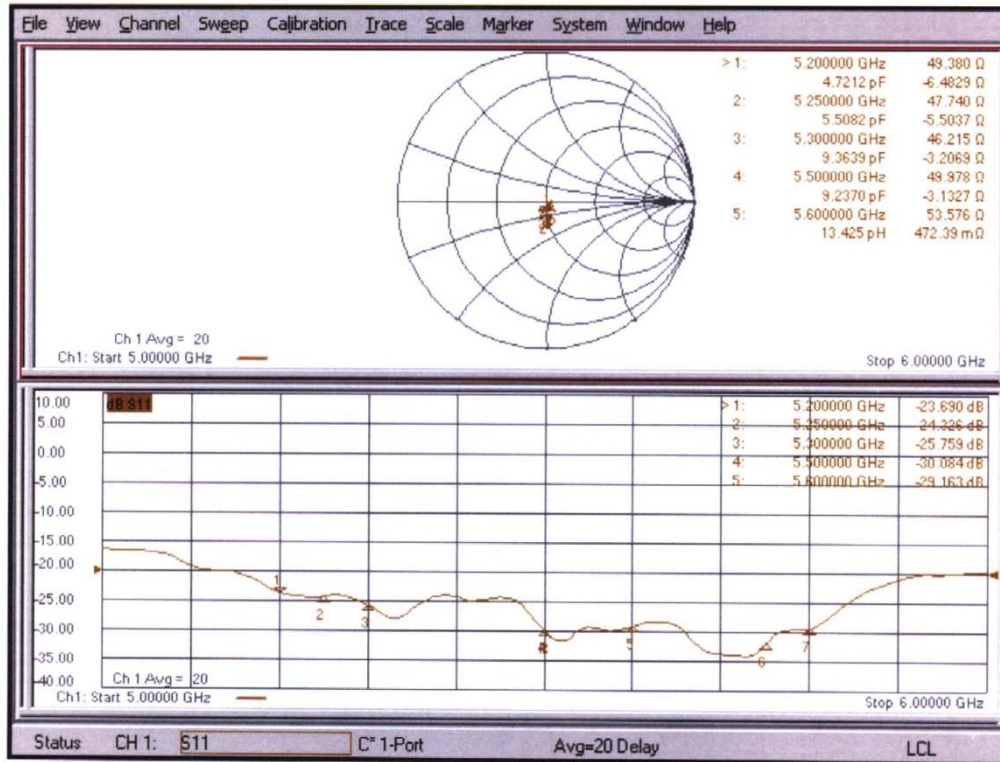 File View Channel Sweep Calibration Trace Scale Marker System Window Help
> 1: 5.200000 GHz 49.380 Ω
4.7212 pF -6.4829 Ω
2: 5.250000 GHz 47.740 Ω
5.5082 pF -5.5037 Ω
3: 5.300000 GHz 46.215 Ω
9.3639 pF -3.2069 Ω
4: 5.500000 GHz 49.978 Ω
9.2370 pF -3.1327 Ω
5: 5.600000 GHz 53.576 Ω
13.425 pH 472.39 mΩ
Ch 1 Avg = 20
Ch1: Start 5.00000 GHz
Stop 6.00000 GHz
10.00
dB S11
> 1: 5.200000 GHz -23.690 dB
5.00
2: 5.250000 GHz -24.326 dB
3: 5.300000 GHz -25.759 dB
0.00
4: 5.500000 GHz -30.084 dB
-5.00
5: 5.600000 GHz -29.163 dB
-10.00
-15.00
-20.00
-25.00
-30.00
-35.00
-40.00
1
2
3
5
6
7
Ch 1 Avg = 20
Ch1: Start 5.00000 GHz
Stop 6.00000 GHz
Status CH 1: S11 C* 1-Port Avg=20 Delay LCL